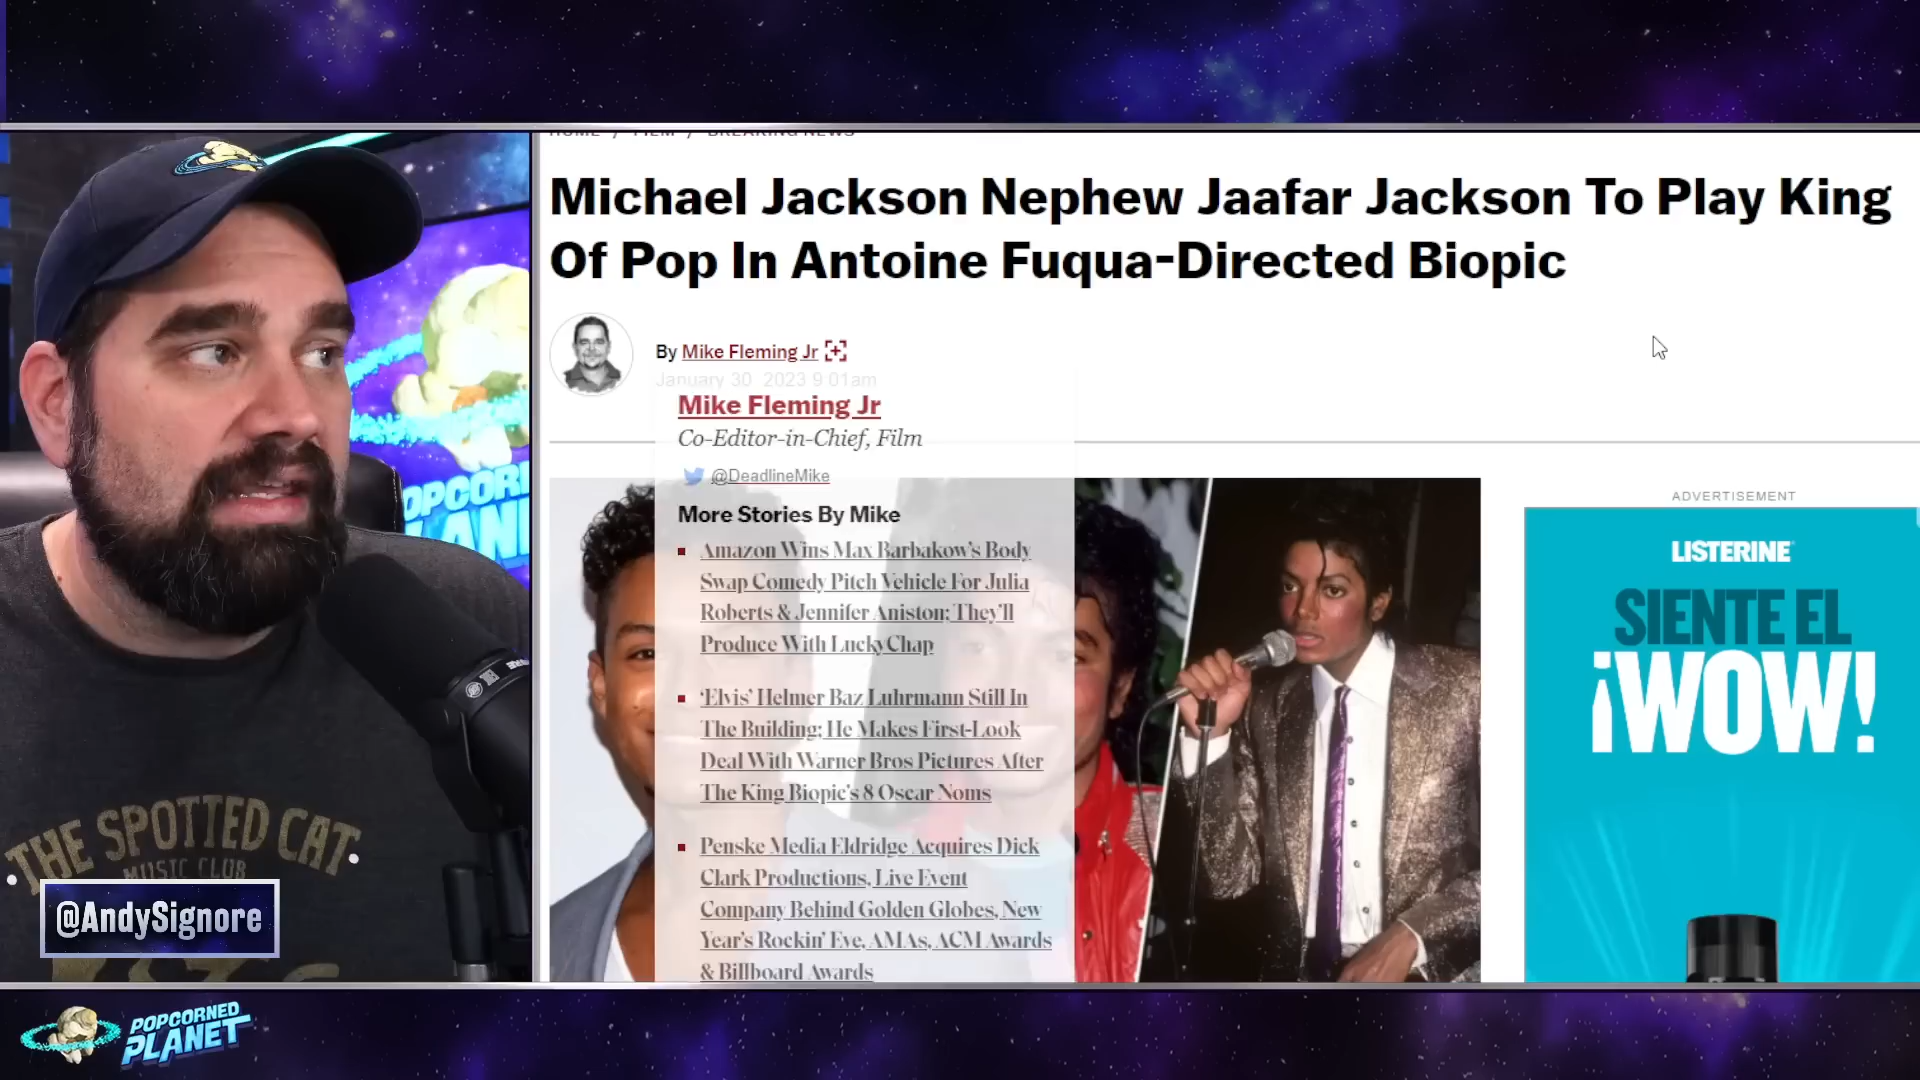 HOME / FILM / BREAKING NEWS
Michael Jackson Nephew Jaafar Jackson To Play King
Of Pop In Antoine Fuqua-Directed Biopic
By Mike Fleming Jr [+]
January 30, 2023 9:01am
Mike Fleming Jr
Co-Editor-in-Chief, Film
@DeadlineMike
More Stories By Mike
Amazon Wins Max Barbakow's Body
Swap Comedy Pitch Vehicle For Julia
Roberts & Jennifer Aniston; They'll
Produce With LuckyChap
'Elvis' Helmer Baz Luhrmann Still In
The Building; He Makes First-Look
Deal With Warner Bros Pictures After
The King Biopic's 8 Oscar Noms
Penske Media Eldridge Acquires Dick
Clark Productions, Live Event
Company Behind Golden Globes, New
Year's Rockin' Eve, AMAs, ACM Awards
& Billboard Awards
ADVERTISEMENT
LISTERINE
SIENTE EL
¡WOW!
OPCOR
LAN
THE SPOTTED CAT
MUSIC CLUB
@AndySignore
POPCORNED
PLANET